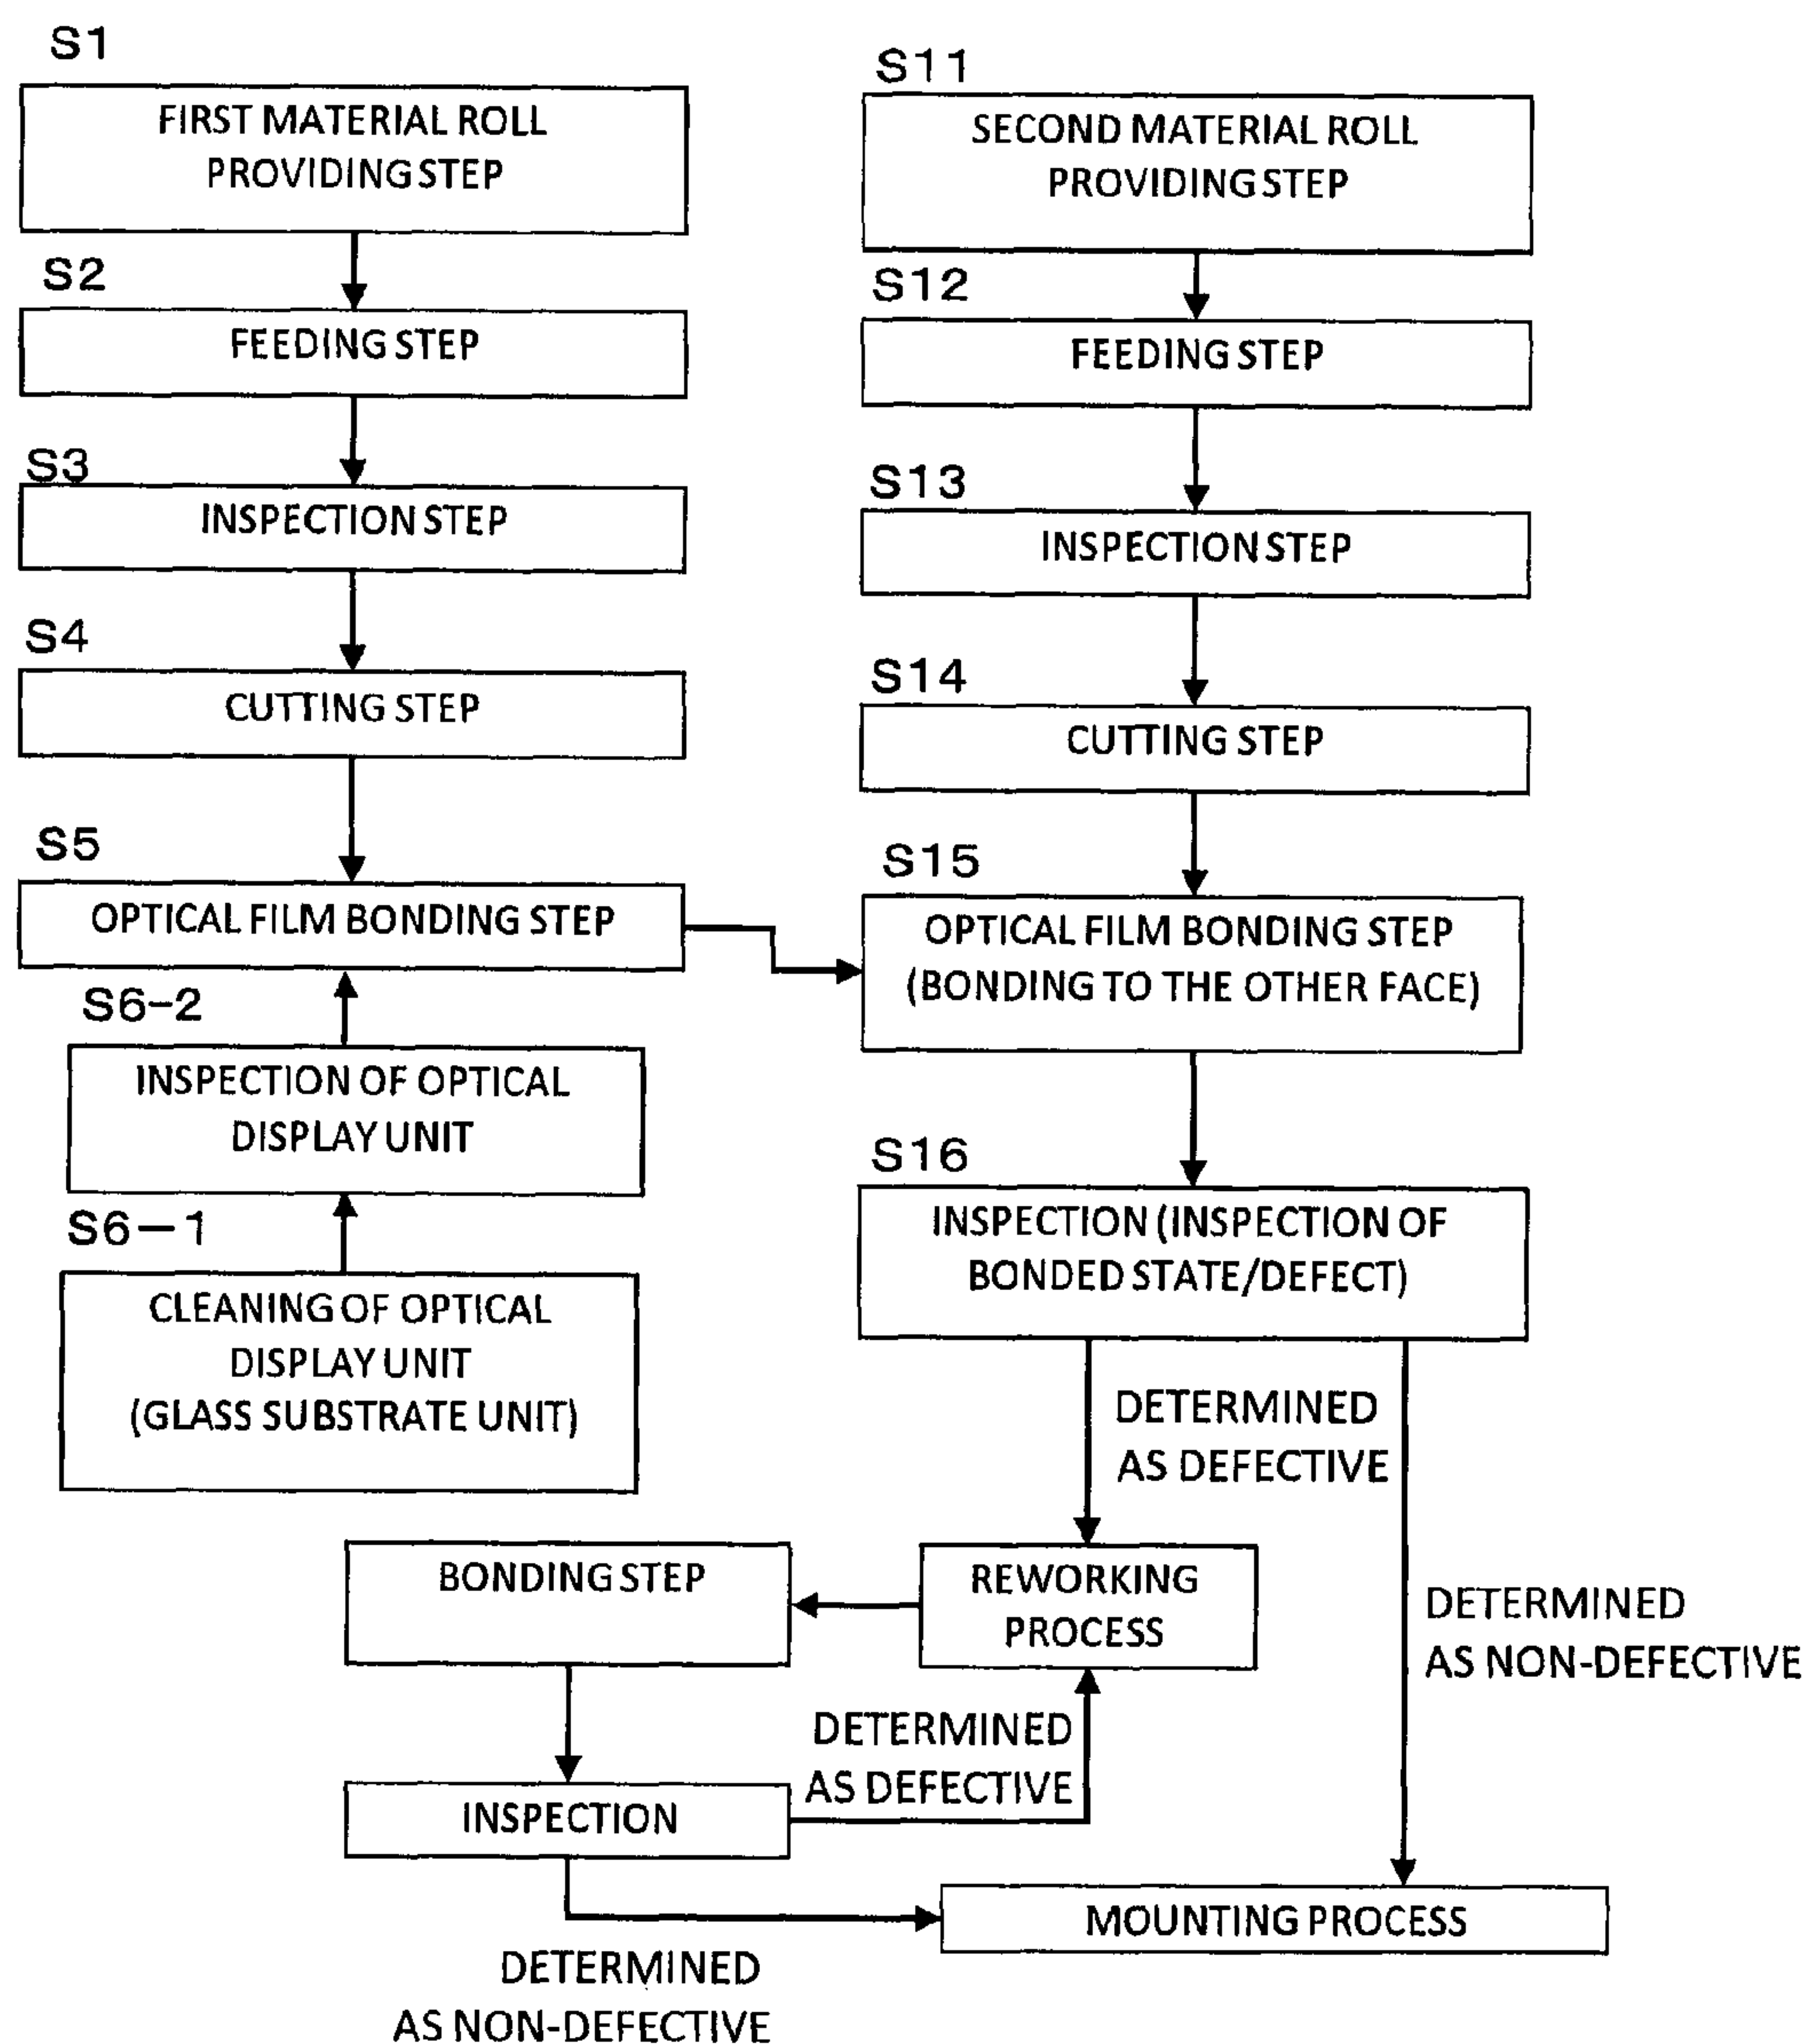 S1
FIRST MATERIAL ROLL
PROVIDING STEP
S2
FEEDING STEP
S3
INSPECTION STEP
S4
CUTTING STEP
S5
OPTICAL FILM BONDING STEP
S6-2
INSPECTION OF OPTICAL
DISPLAY UNIT
S6-1
CLEANING OF OPTICAL
DISPLAY UNIT
(GLASS SUBSTRATE UNIT)
S11
SECOND MATERIAL ROLL
PROVIDING STEP
S12
FEEDING STEP
S13
INSPECTION STEP
S14
CUTTING STEP
S15
OPTICAL FILM BONDING STEP
(BONDING TO THE OTHER FACE)
S16
INSPECTION (INSPECTION OF
BONDED STATE/DEFECT)
DETERMINED
AS DEFECTIVE
REWORKING
PROCESS
BONDING STEP
DETERMINED
AS NON-DEFECTIVE
DETERMINED
AS DEFECTIVE
INSPECTION
MOUNTING PROCESS
DETERMINED
AS NON-DEFECTIVE